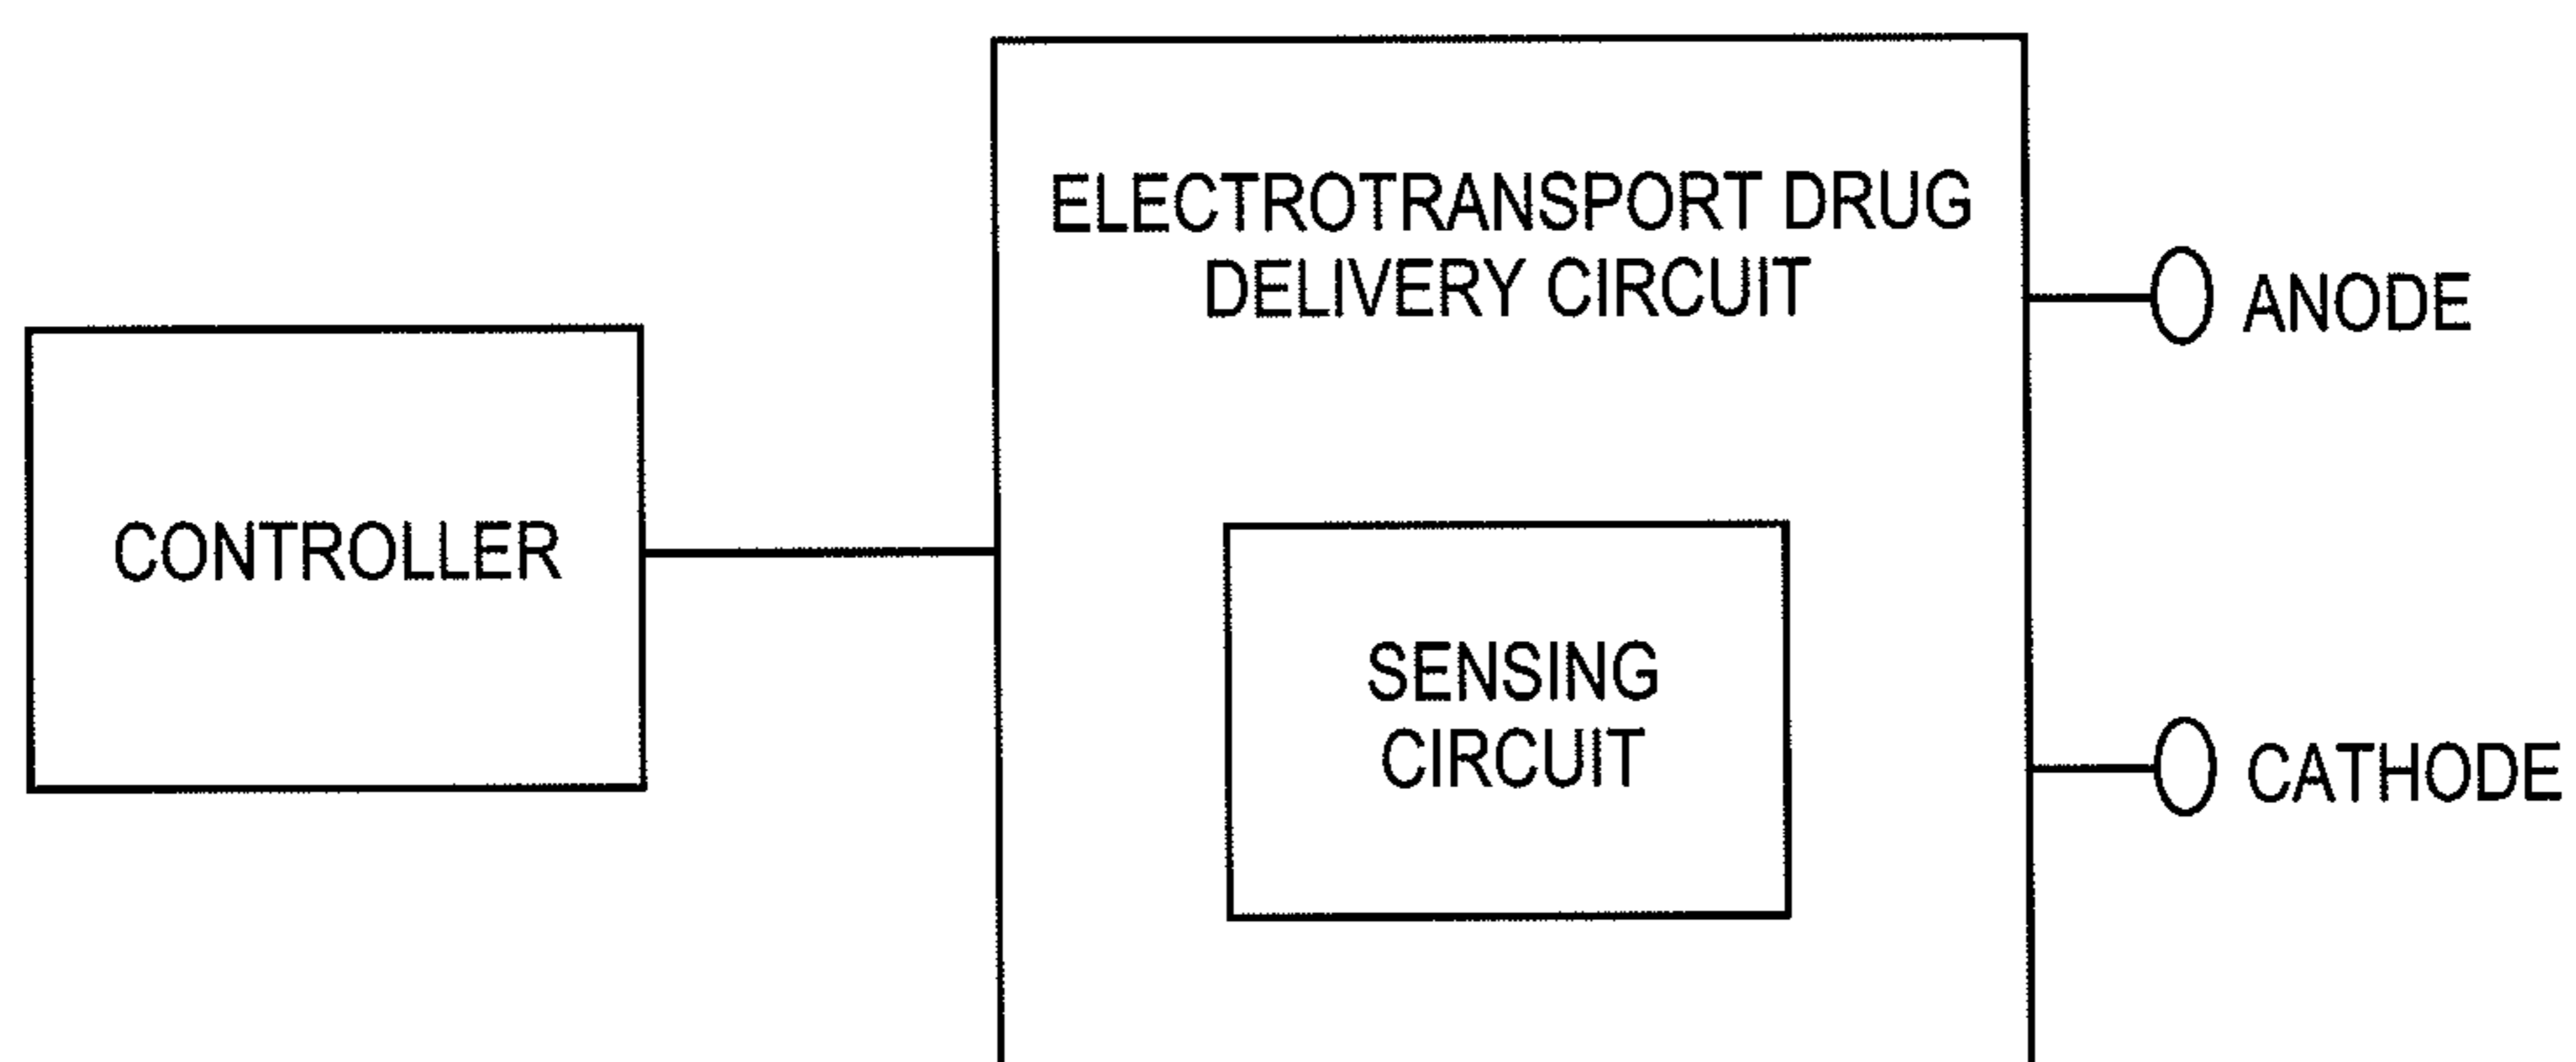 ELECTROTRANSPORT DRUG
DELIVERY CIRCUIT
ANODE
CONTROLLER
SENSING
CIRCUIT
CATHODE